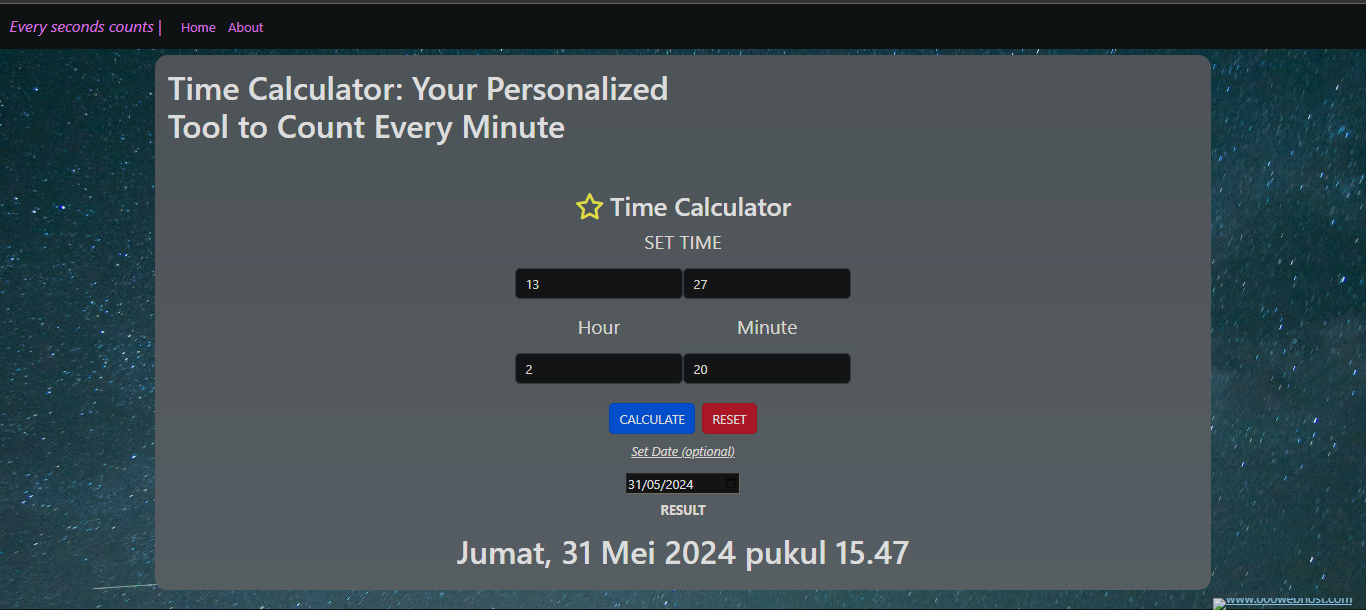 Every seconds counts | Home About
Time Calculator: Your Personalized
Tool to Count Every Minute
Time Calculator
SET TIME
13 27
Hour Minute
2 20
CALCULATE RESET
Set Date (optional)
31/05/2024
RESULT
Jumat, 31 Mei 2024 pukul 15.47
www.000webhost.com